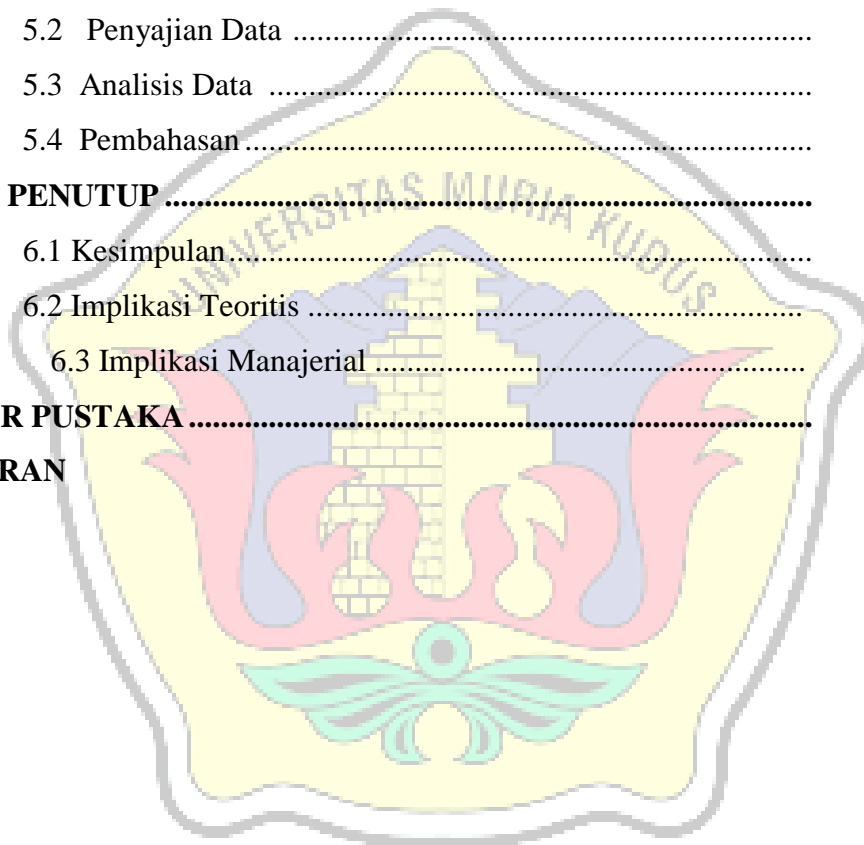 5.2 Penyajian Data ................................................................
5.3 Analisis Data ...................................................................
5.4 Pembahasan ......................................................................
PENUTUP ................................................................................
UNIVERSITAS MURIA KUDUS
6.1 Kesimpulan ........................................................................
6.2 Implikasi Teoritis .............................................................
6.3 Implikasi Manajerial .....................................................
R PUSTAKA .............................................................................
RAN